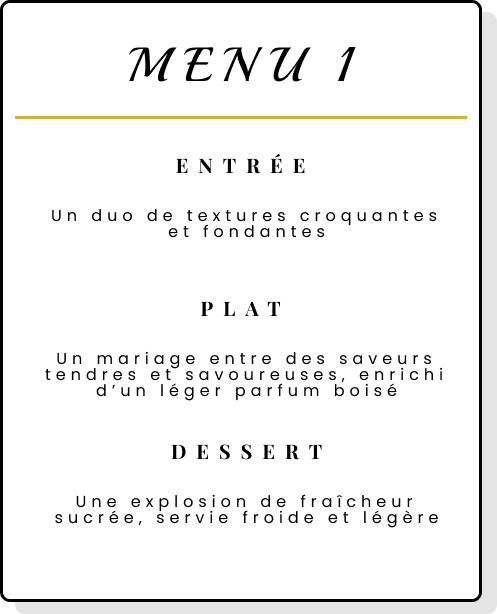 MENU 1
ENTRÉE
Un duo de textures croquantes
et fondantes
PLAT
Un mariage entre des saveurs
tendres et savoureuses, enrichi
d’un léger parfum boisé
DESSERT
Une explosion de fraîcheur
sucrée, servie froide et légère